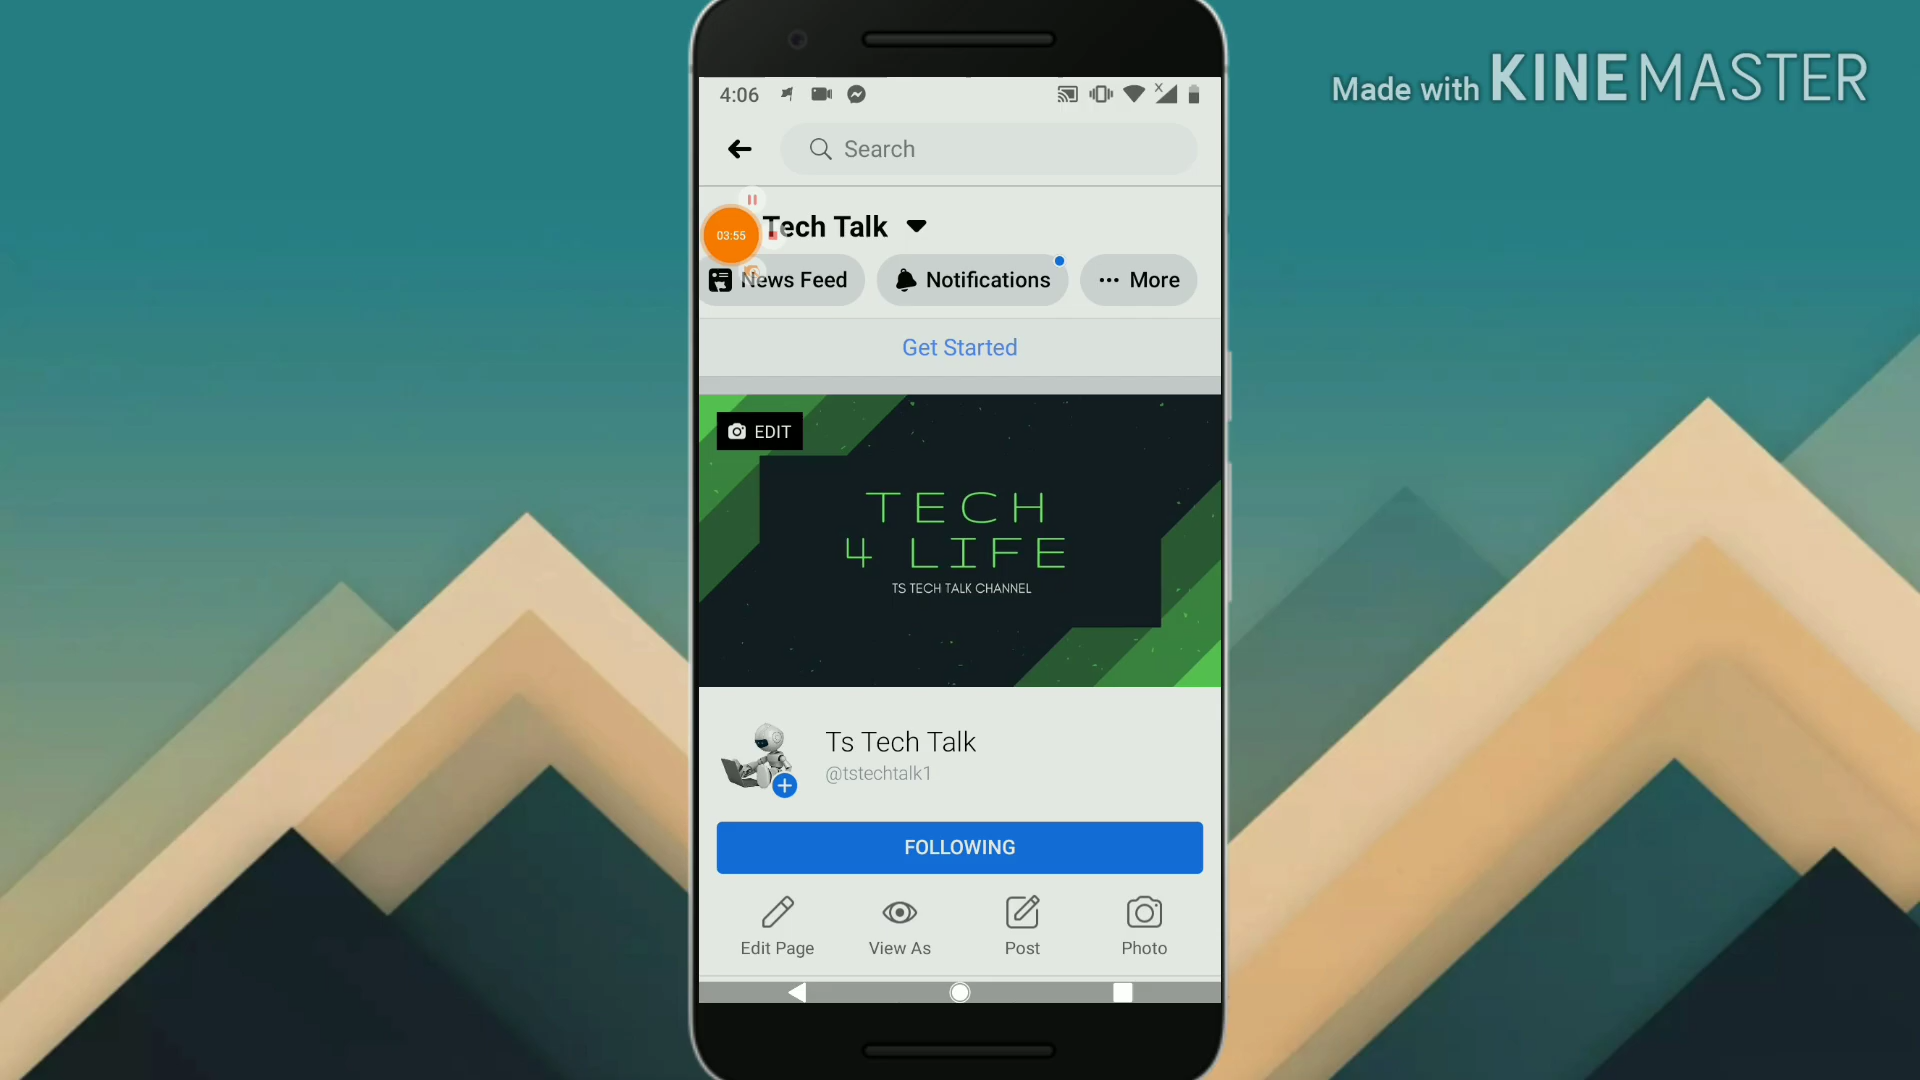 Made with KINEMASTER
4:06
Search
03:55
Tech Talk
News Feed
Notifications
More
Get Started
EDIT
TECH
4 LIFE
TS TECH TALK CHANNEL
Ts Tech Talk
@tstechtalk1
FOLLOWING
Edit Page
View As
Post
Photo